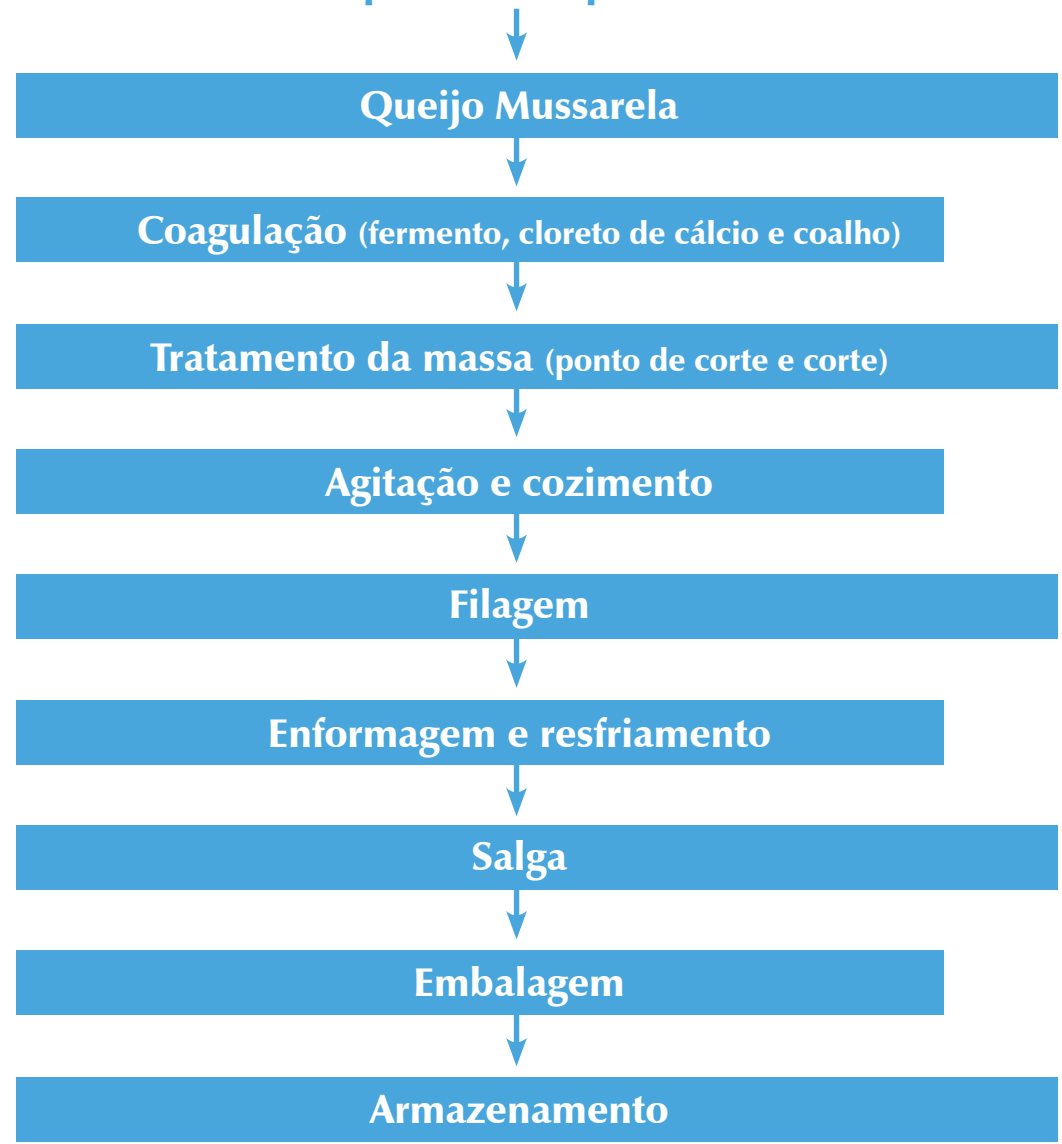 Queijo Mussarela
Coagulação (fermento, cloreto de cálcio e coalho)
Tratamento da massa (ponto de corte e corte)
Agitação e cozimento
Filagem
Enformagem e resfriamento
Salga
Embalagem
Armazenamento